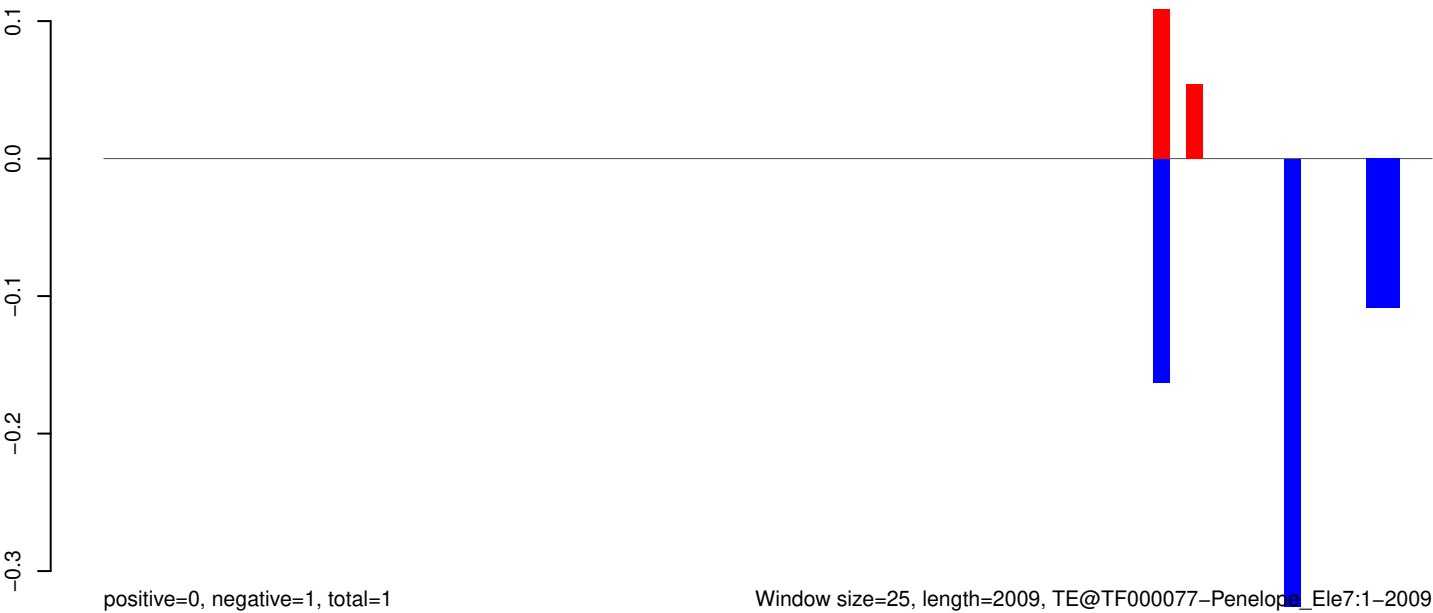 0.1
0.0
−0.1
−0.2
−0.3
positive=0, negative=1, total=1
Window size=25, length=2009, TE@TF000077−Penelope_Ele7:1−2009